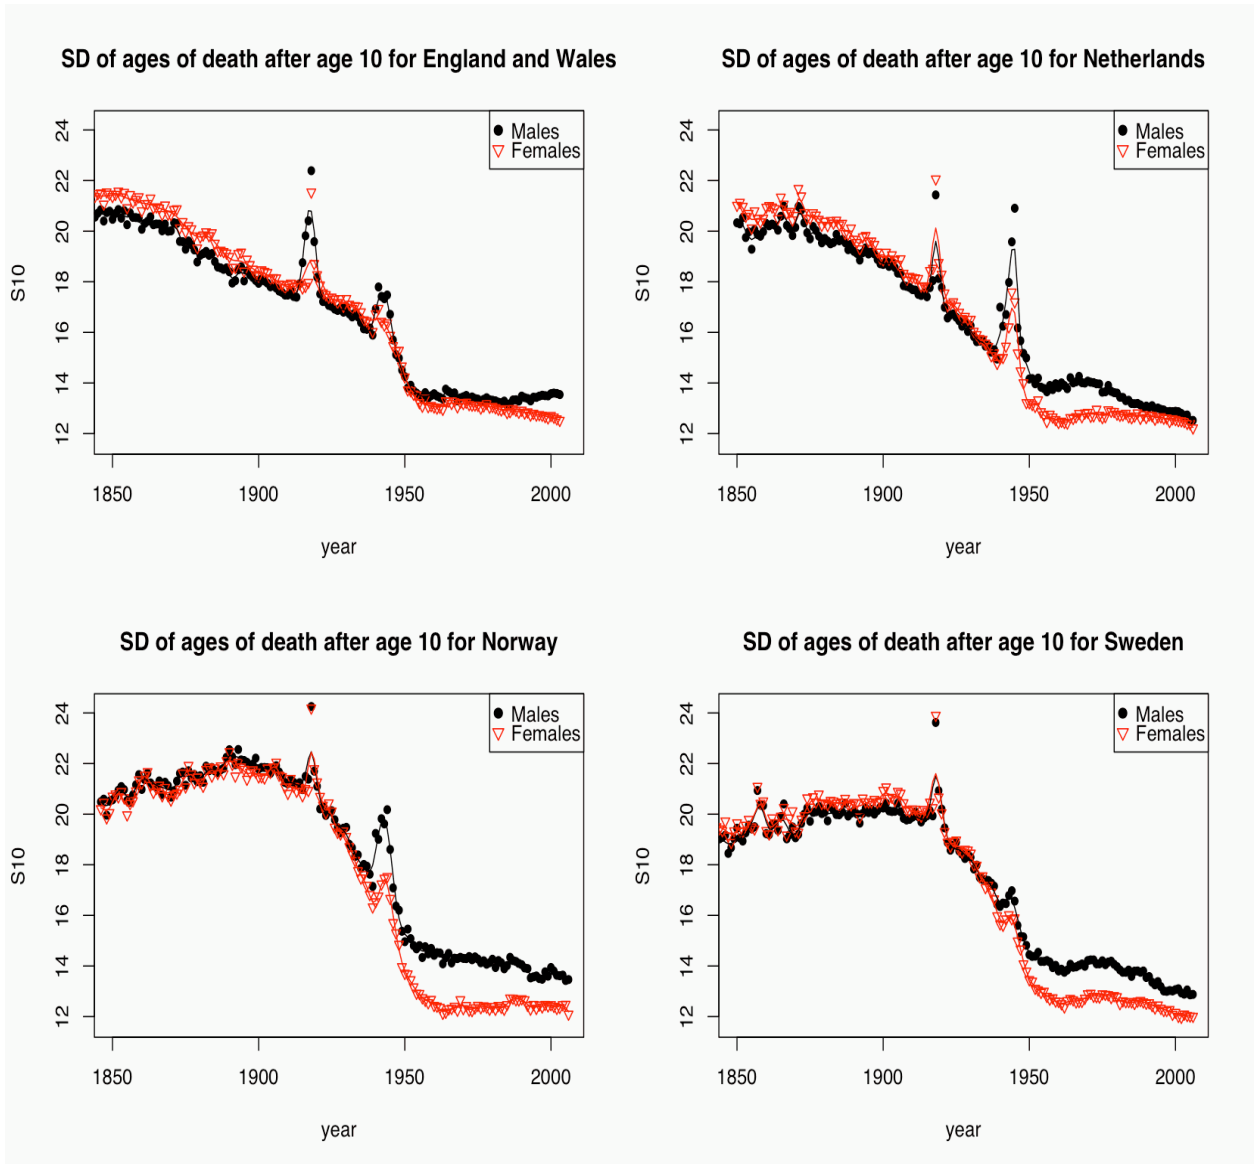 SD of ages of death after age 10 for England and Wales
S10
24
22
20
18
16
14
12
Males
Females
1850
1900
1950
2000
year
SD of ages of death after age 10 for Netherlands
S10
24
22
20
18
16
14
12
Males
Females
1850
1900
1950
2000
year
SD of ages of death after age 10 for Norway
S10
24
22
20
18
16
14
12
Males
Females
1850
1900
1950
2000
year
SD of ages of death after age 10 for Sweden
S10
24
22
20
18
16
14
12
Males
Females
1850
1900
1950
2000
year